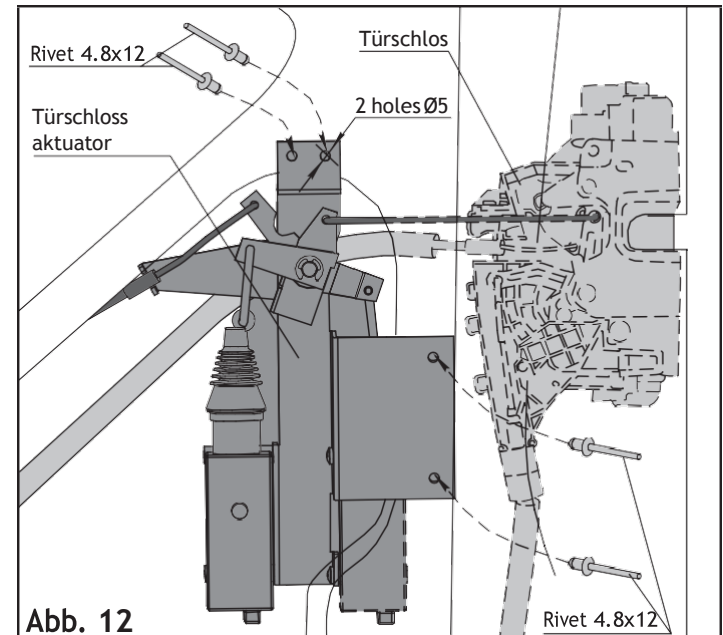 Rivet 4.8x12
Türschlos
2 holes Ø5
Türschloss
aktuator
Rivet 4.8x12
Abb. 12